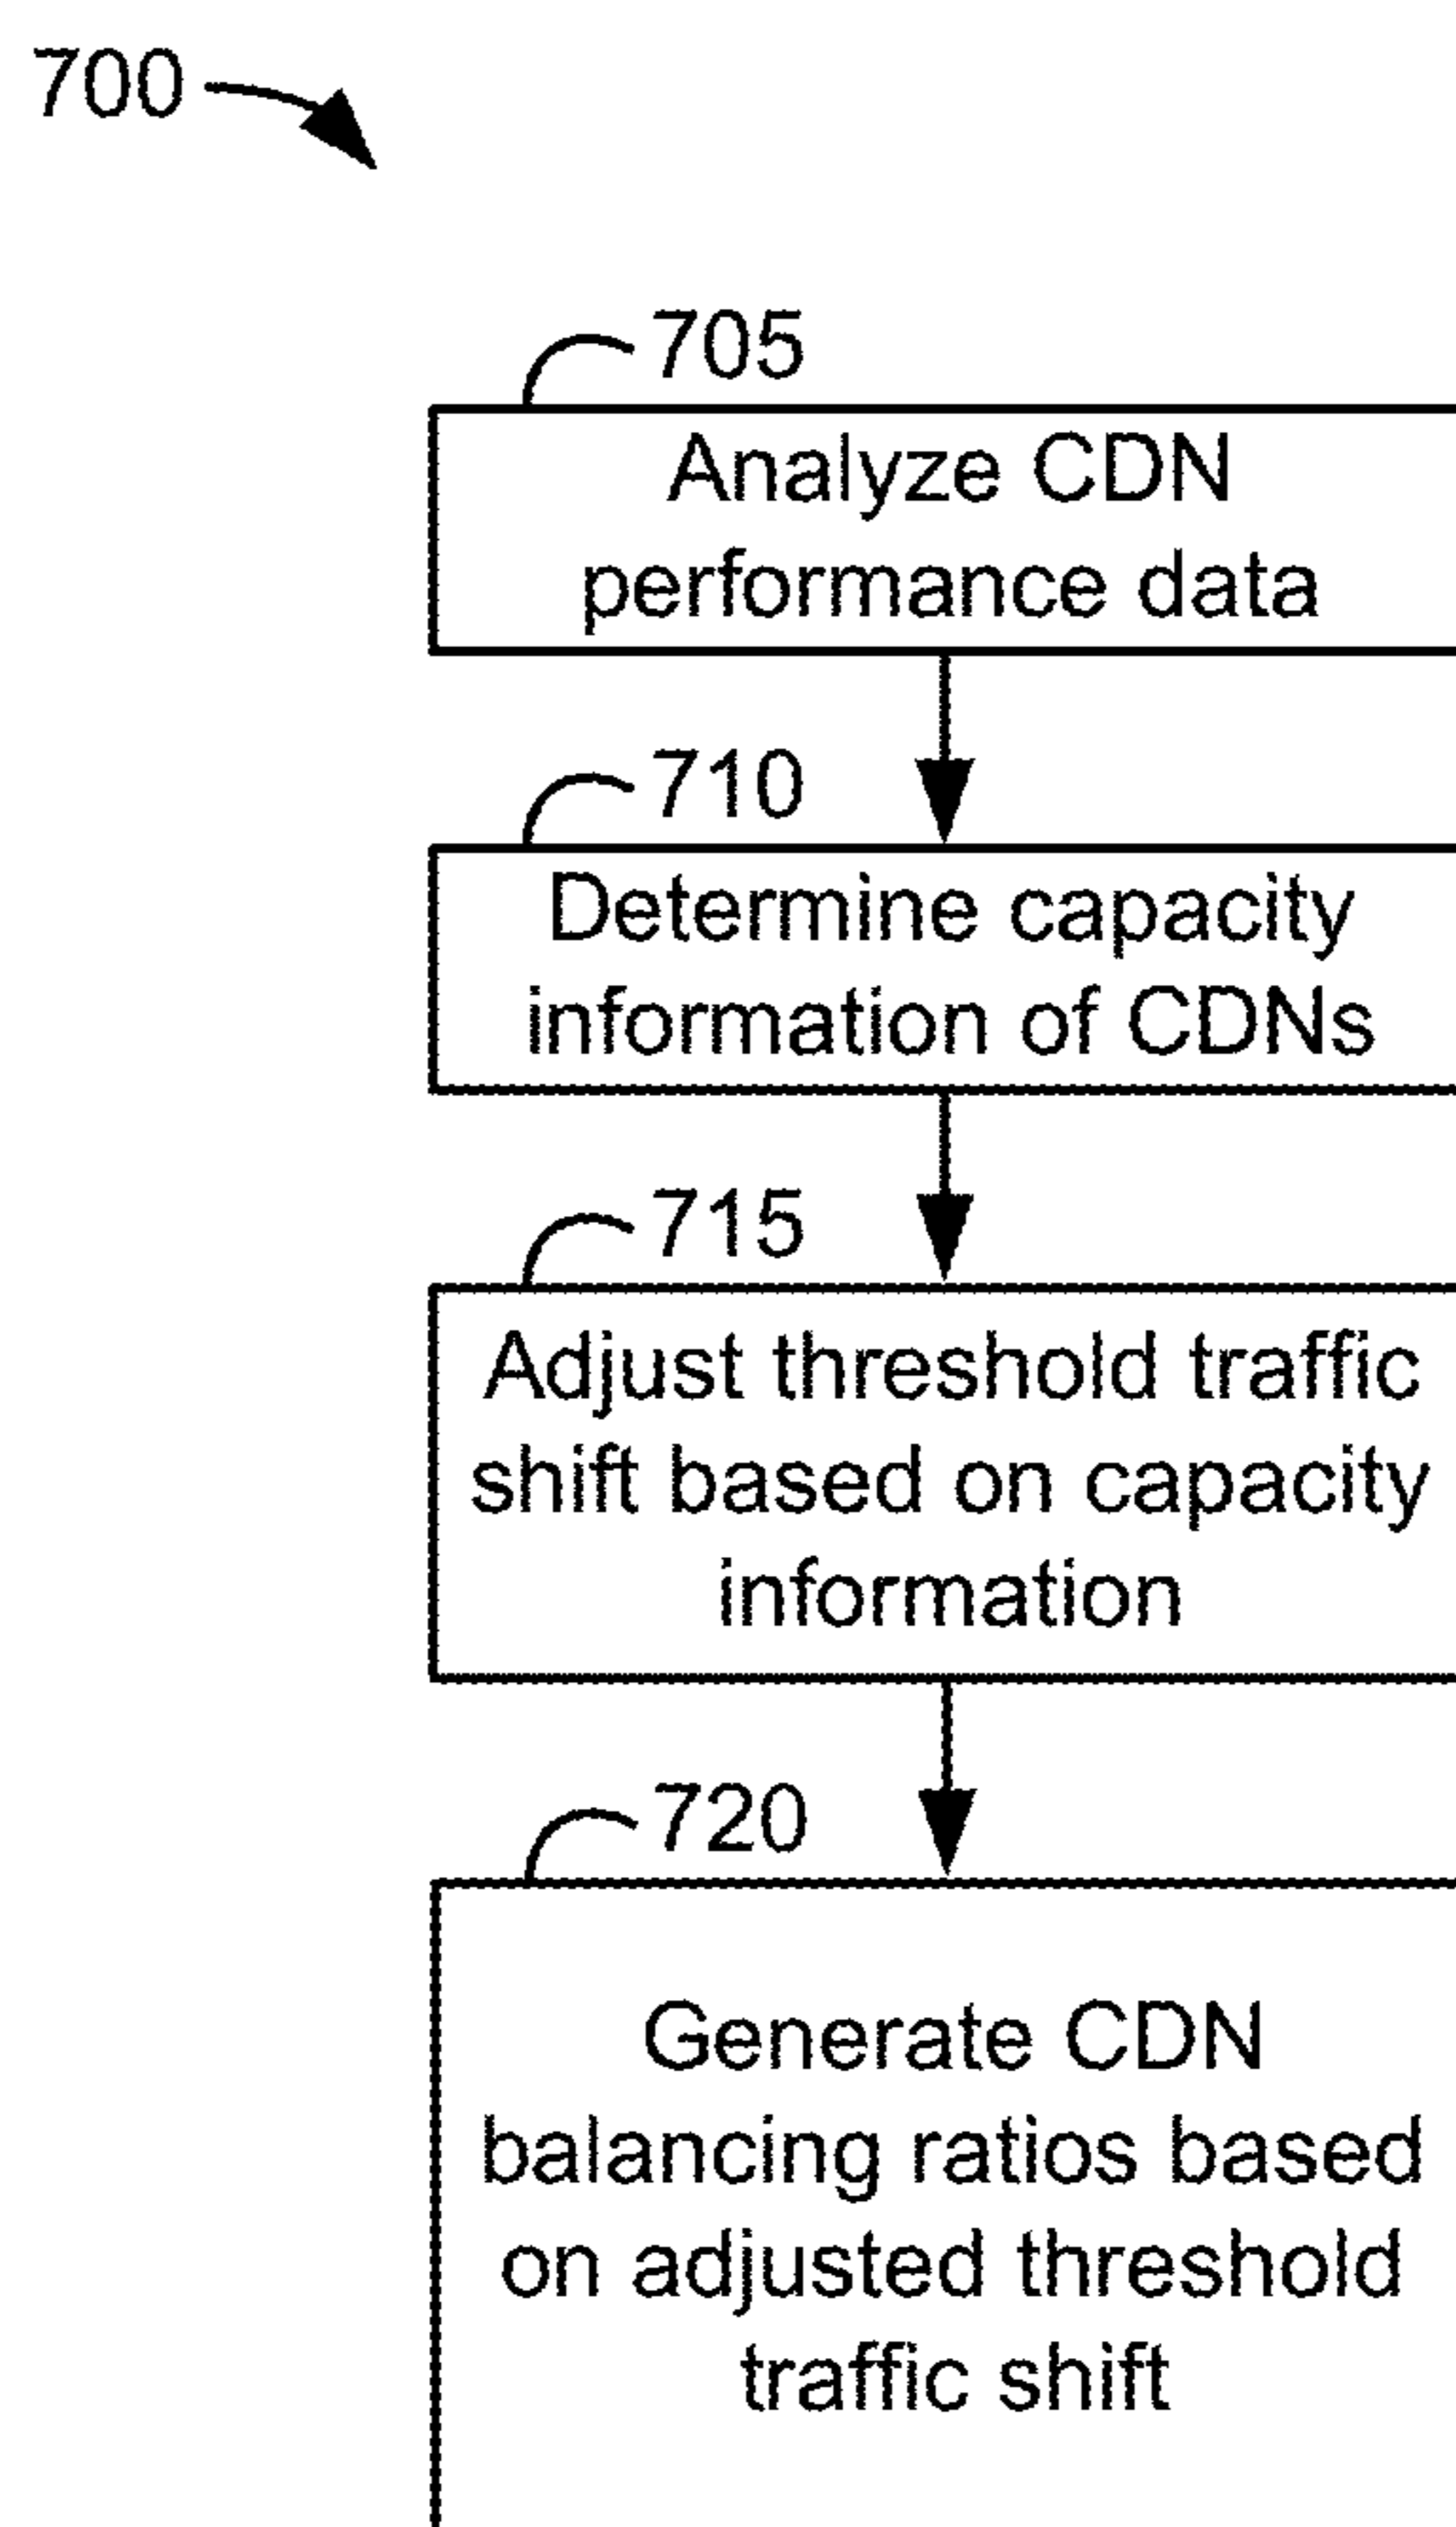 700
705
Analyze CDN
performance data
710
Determine capacity
information of CDNs
715
Adjust threshold traffic
shift based on capacity
information
720
Generate CDN
balancing ratios based
on adjusted threshold
traffic shift